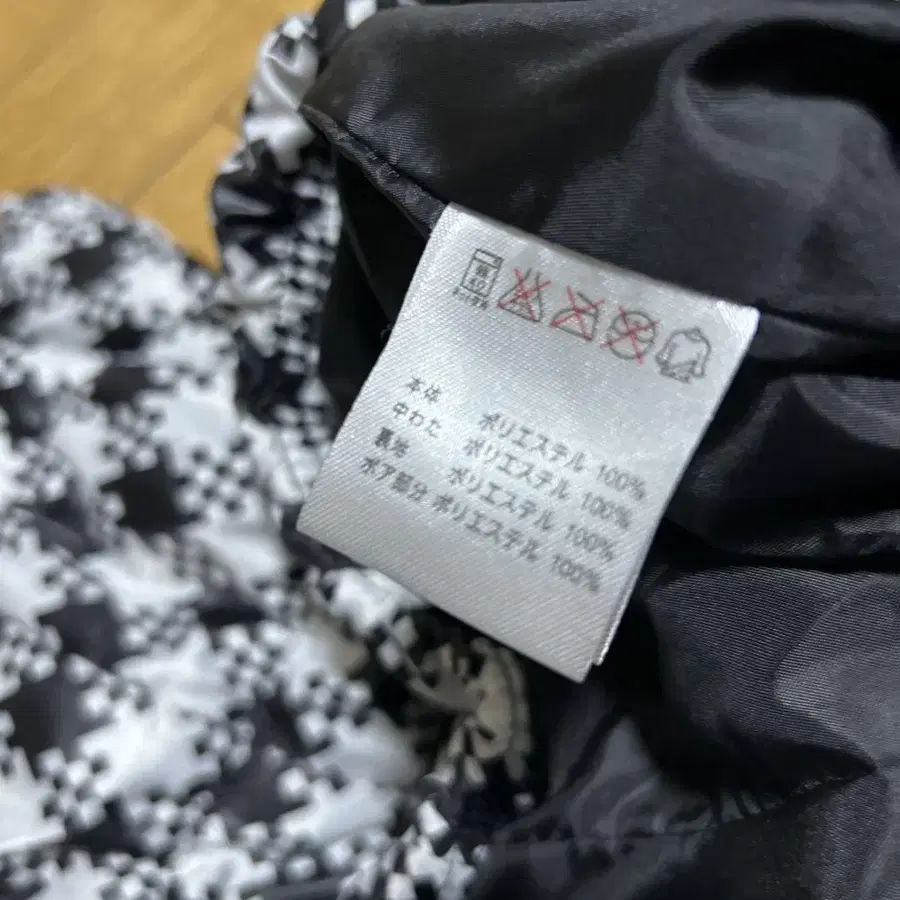 本体 ポリエステル 100%
中わた ポリエステル 100%
裏地 ポリエステル 100%
ボア部分 ポリエステル 100%